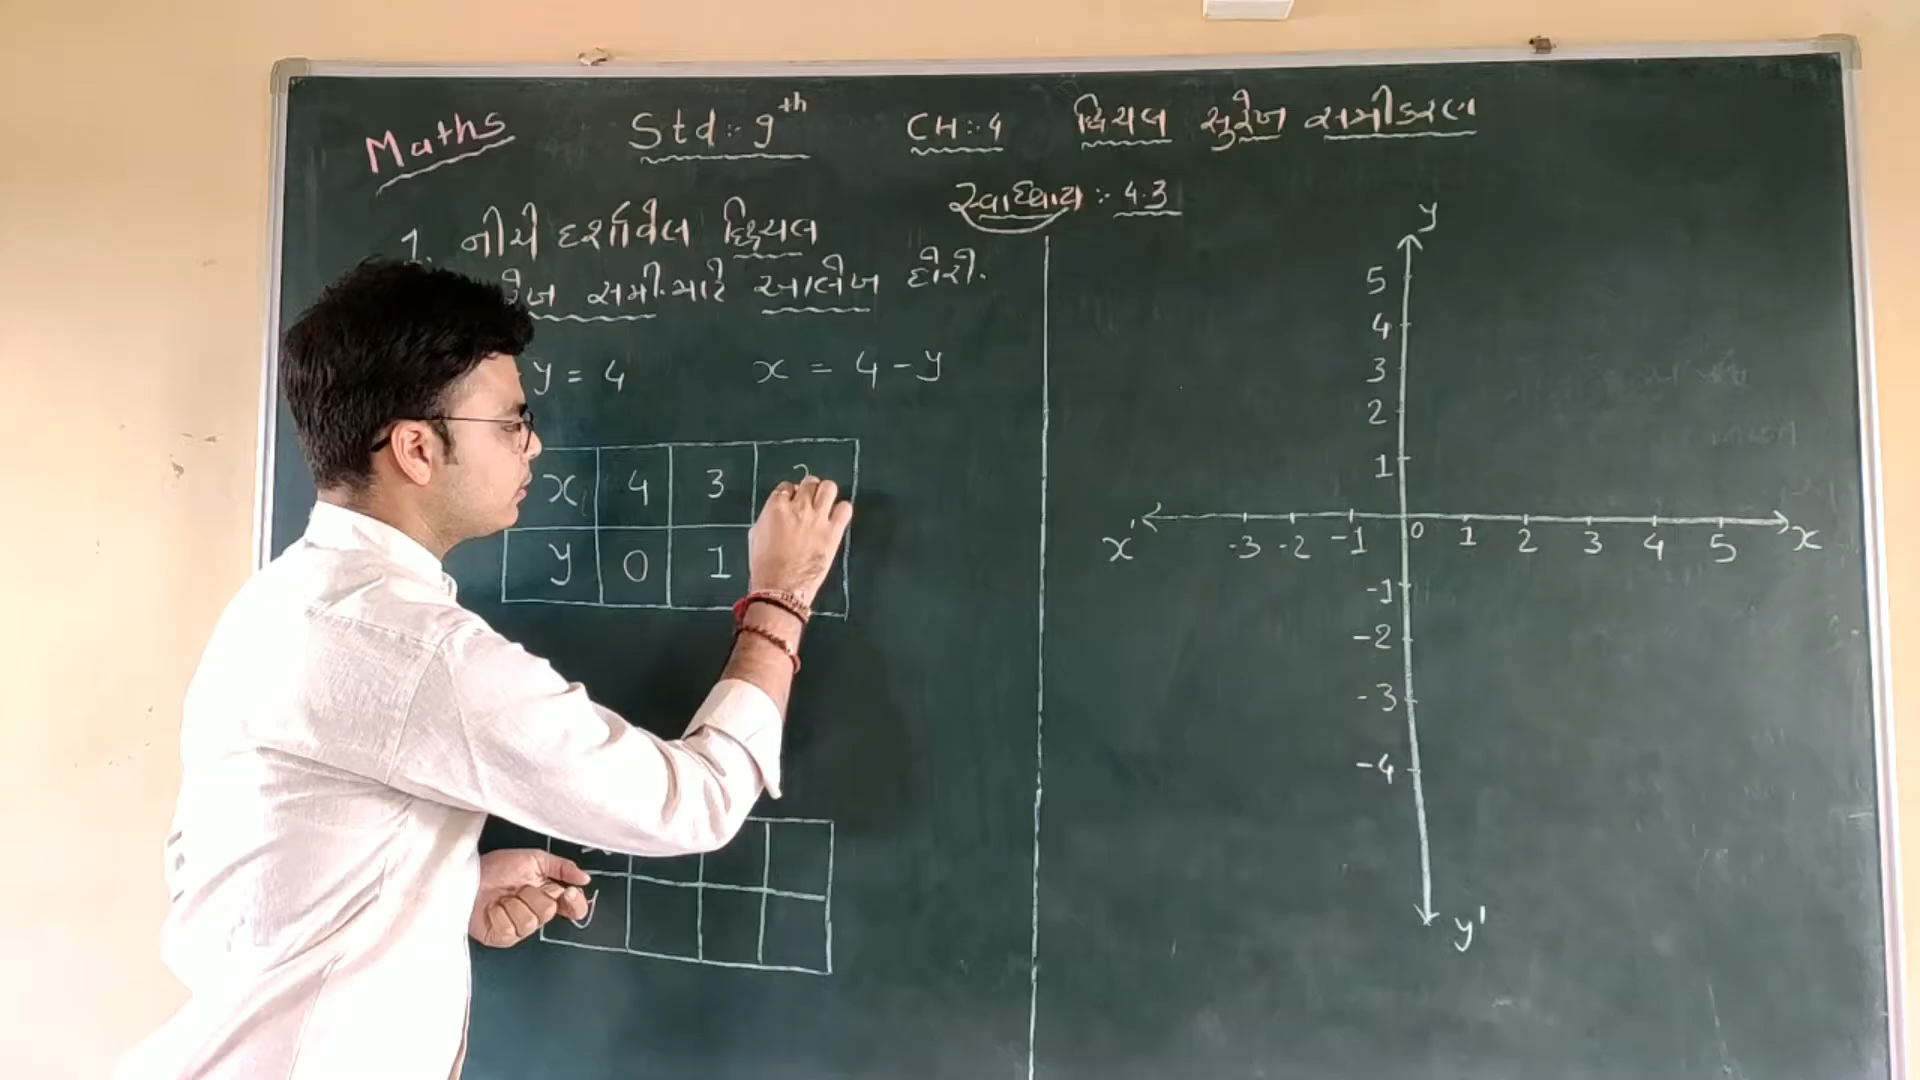 Maths Std:- 9th CH:- 4 દ્વિચલ સુરેખ સમીકરણ
સ્વાધ્યાય :- 4.3
1. નીચે દર્શાવેલ દ્વિચલ
સમી. માટે આલેખ દોરો.
y = 4 x = 4 - y
x 4 3
y 0 1
y
y
5
4
3
2
1
x' -3 -2 -1 0 1 2 3 4 5 x
-1
-2
-3
-4
y'